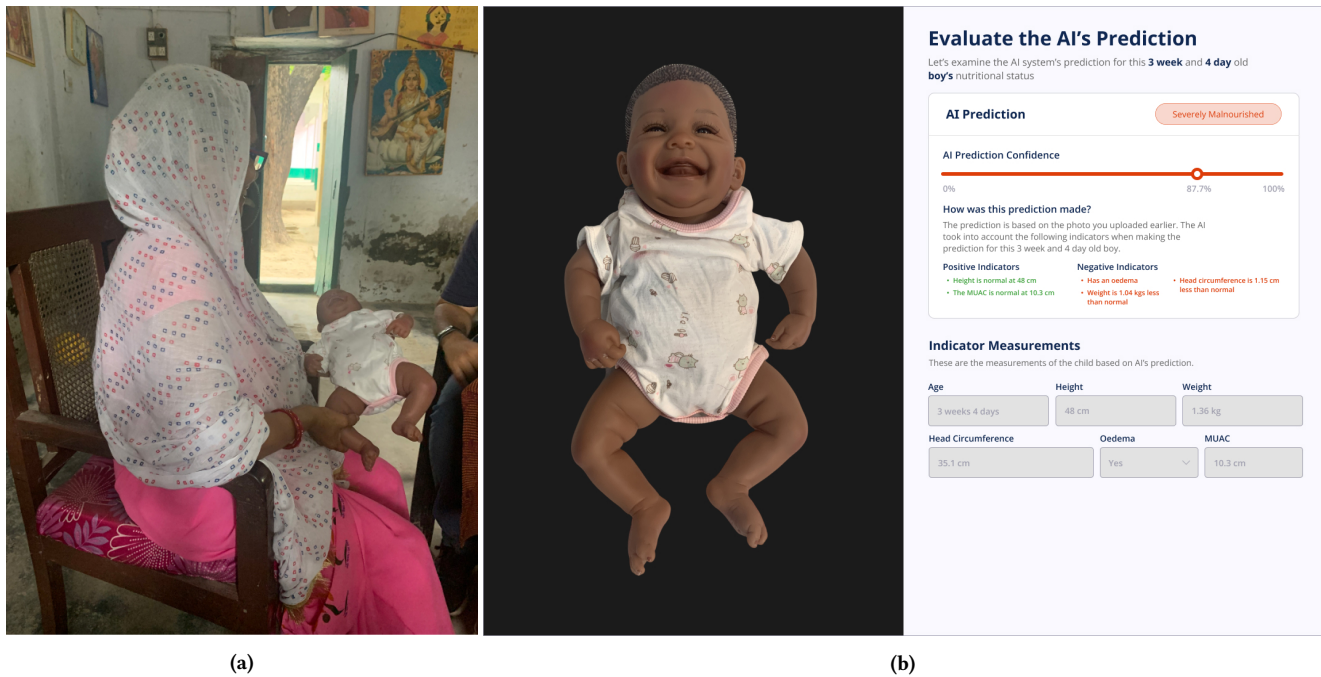 Evaluate the AI's Prediction
Let's examine the AI system's prediction for this 3 week and 4 day old
boy's nutritional status
AI Prediction
Severely Malnourished
AI Prediction Confidence
0%
87.7%
100%
How was this prediction made?
The prediction is based on the photo you uploaded earlier. The AI
took into account the following indicators when making the
prediction for this 3 week and 4 day old boy.
Positive Indicators
• Height is normal at 48 cm
• The MUAC is normal at 10.3 cm
Negative Indicators
• Has an oedema
• Weight is 1.04 kgs less
than normal
• Head circumference is 1.15 cm
less than normal
Indicator Measurements
These are the measurements of the child based on AI's prediction.
Age
Height
Weight
3 weeks 4 days
48 cm
1.36 kg
Head Circumference
Oedema
MUAC
35.1 cm
Yes
10.3 cm
(a)
(b)